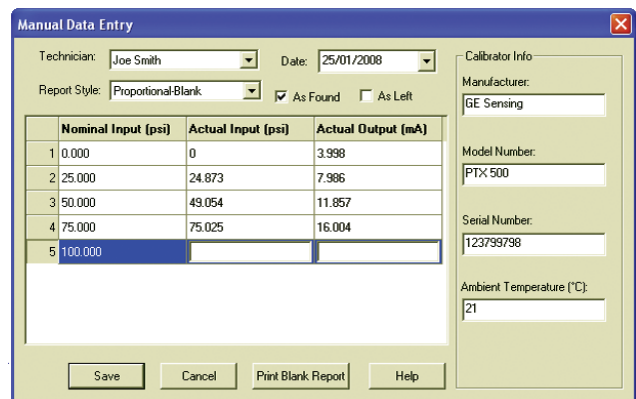 Manual Data Entry
Technician: Joe Smith Date: 25/01/2008
Report Style: Proportional-Blank As Found As Left
Nominal Input (psi) Actual Input (psi) Actual Output (mA)
1 0.000 0 3.998
2 25.000 24.873 7.986
3 50.000 49.054 11.857
4 75.000 75.025 16.004
5 100.000
Save Cancel Print Blank Report Help
Calibrator Info
Manufacturer:
GE Sensing
Model Number:
PTX 500
Serial Number:
123799798
Ambient Temperature (°C):
21